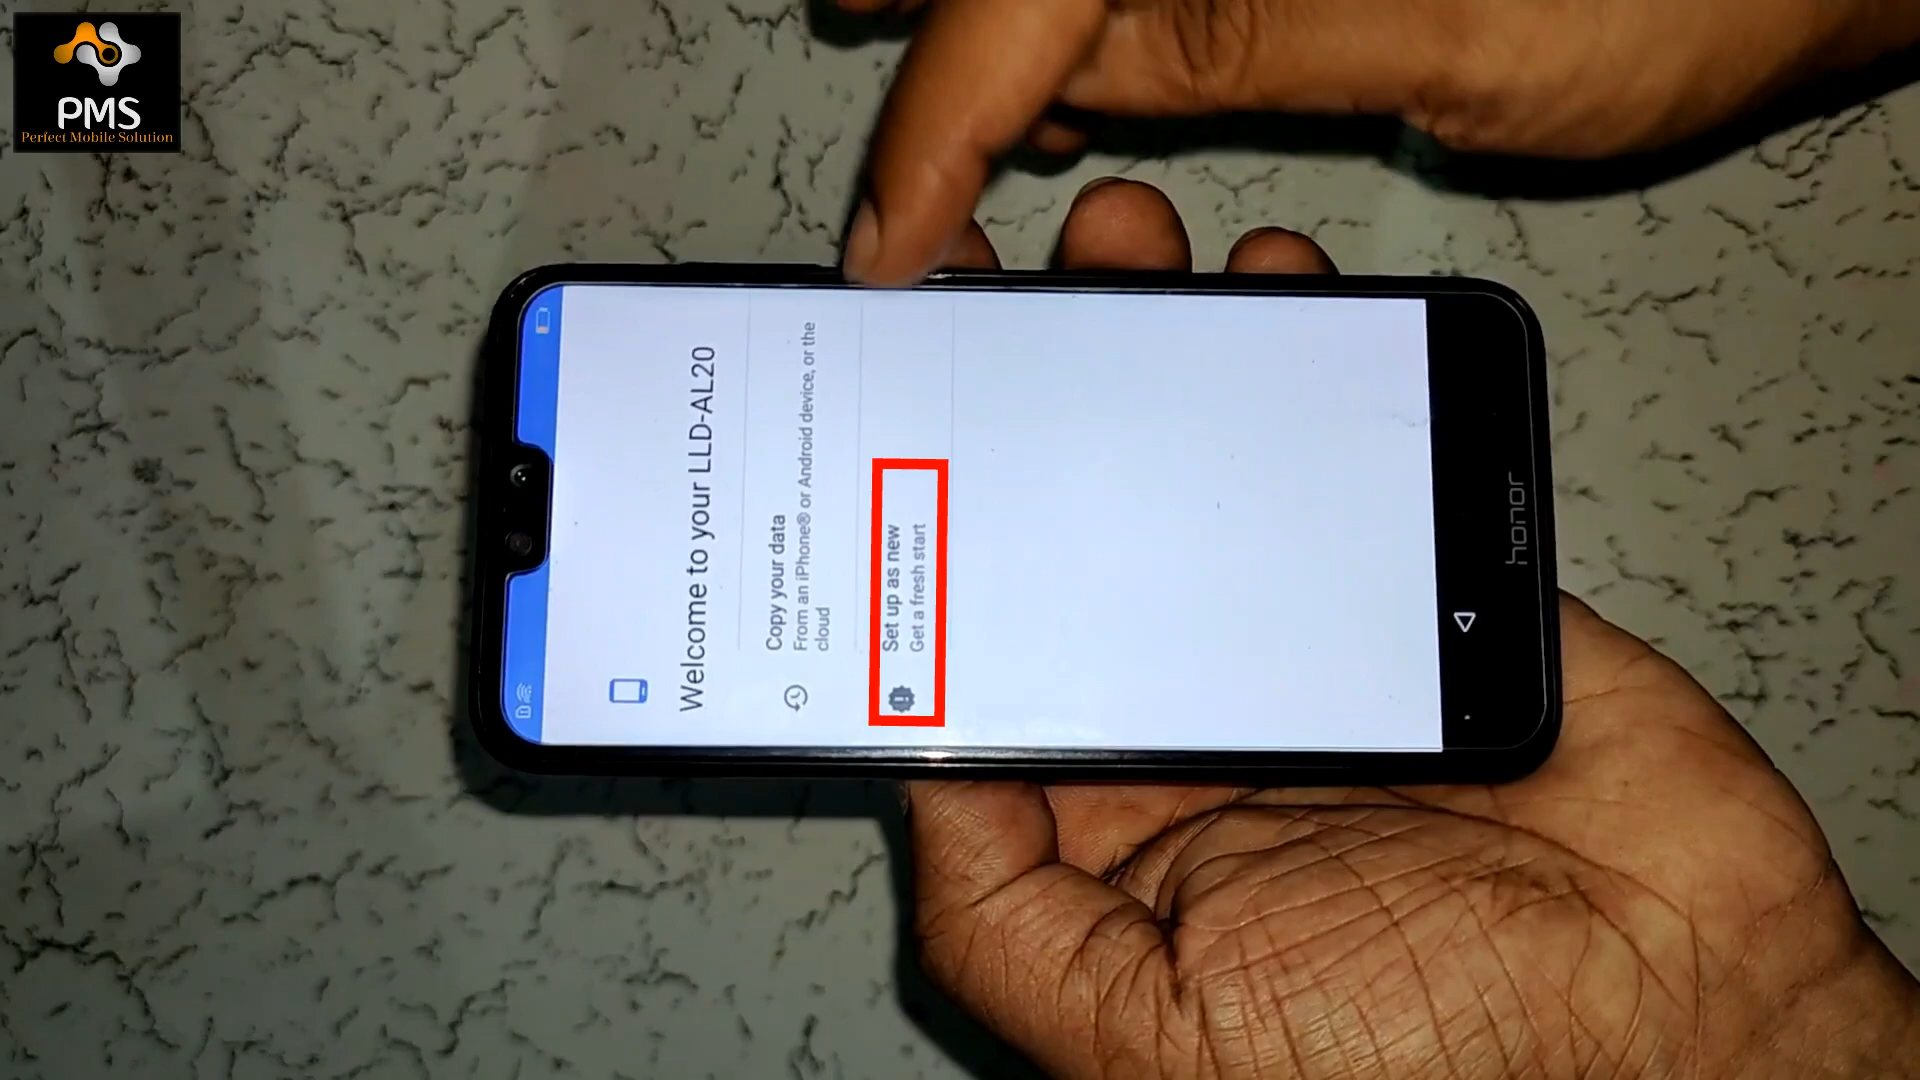 PMS
Perfect Mobile Solution
Welcome to your LLD-AL20
Copy your data
From an iPhone® or Android device, or the
cloud
Set up as new
Get a fresh start
honor